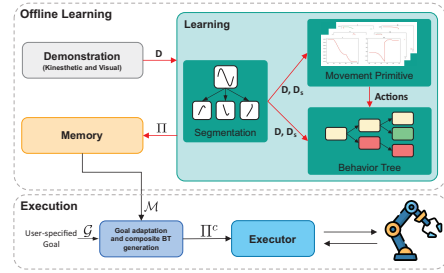 Offline Learning
Learning
Demonstration
(Kinesthetic and Visual)
D
Segmentation
D, D_s
D, D_s
Movement Primitive
Actions
Behavior Tree
Π
Memory
ℳ
Execution
User-specified
Goal
𝒢
Goal adaptation
and composite BT
generation
Π^c
Executor